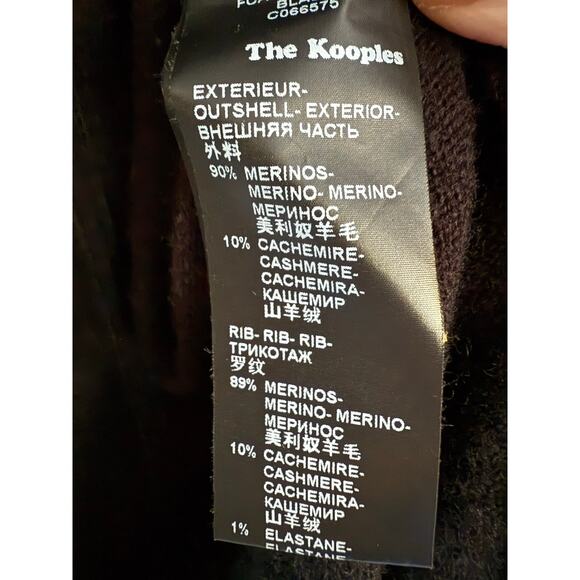 C066575
The Kooples
EXTERIEUR-
OUTSHELL- EXTERIOR-
ВНЕШНЯЯ ЧАСТЬ
外料
90% MERINOS-
MERINO- MERINO-
МЕРИНОС
美利奴羊毛
10% CACHEMIRE-
CASHMERE-
CACHEMIRA-
КАШЕМИР
山羊绒
RIB- RIB- RIB-
ТРИКОТАЖ
罗纹
89% MERINOS-
MERINO- MERINO-
МЕРИНОС
美利奴羊毛
10% CACHEMIRE-
CASHMERE-
CACHEMIRA-
КАШЕМИР
山羊绒
1% ELASTANE-
ELASTANE-